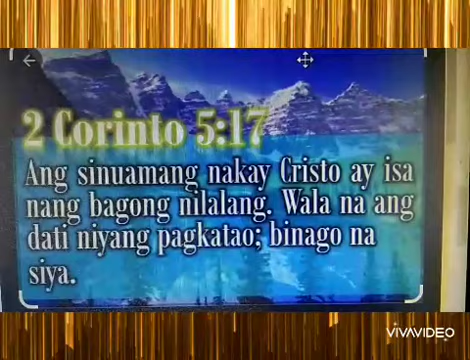 2 Corinto 5:17
Ang sinuamang nakay Cristo ay isa
nang bagong nilalang. Wala na ang
dati niyang pagkatao; binago na
siya.
VIVAVIDEO